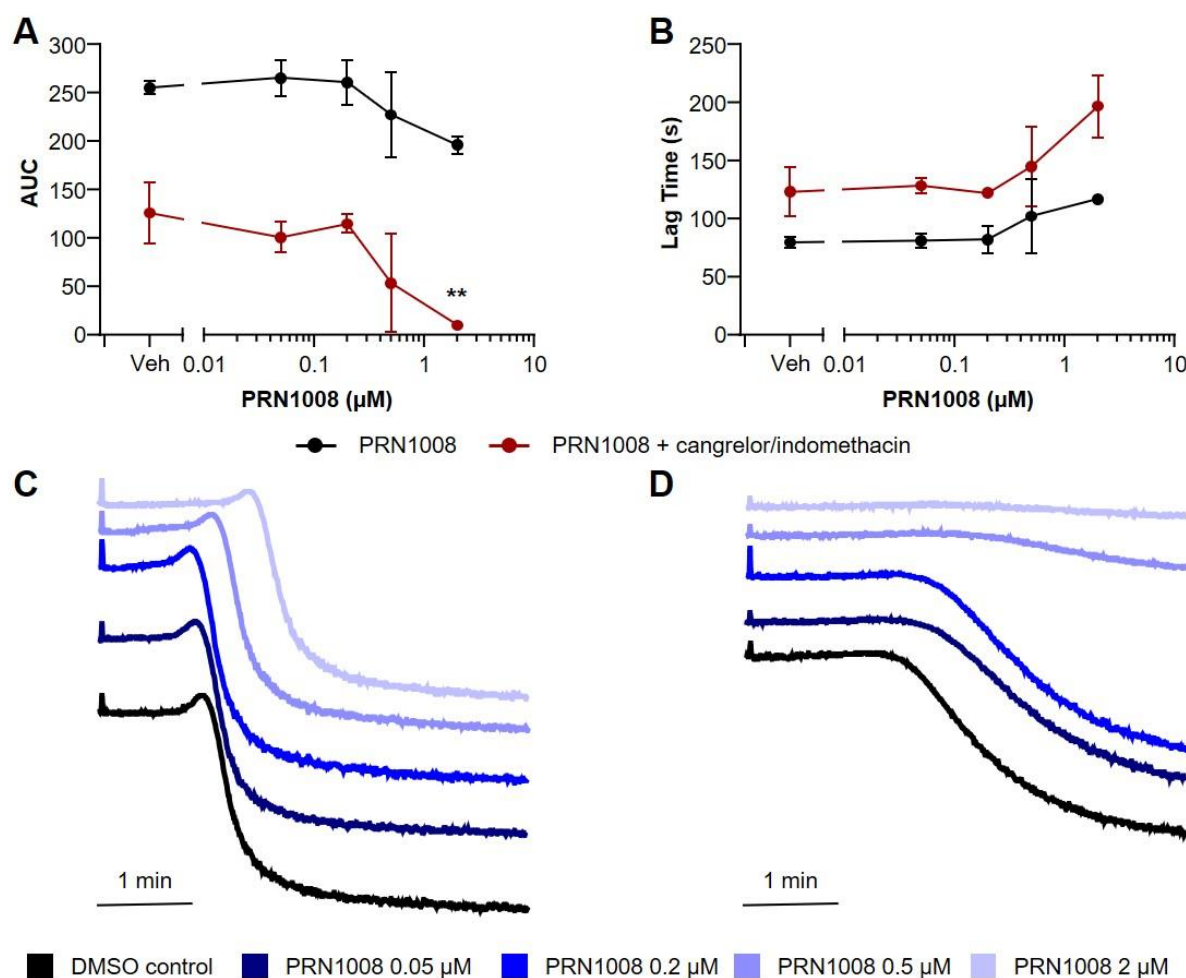 A
B
300
250
200
150
100
50
0
AUC
Veh 0.01 0.1 1 10
PRN1008 (µM)
**
250
200
150
100
50
0
Lag Time (s)
Veh 0.01 0.1 1 10
PRN1008 (µM)
PRN1008 PRN1008 + cangrelor/indomethacin
C
D
1 min
1 min
DMSO control PRN1008 0.05 µM PRN1008 0.2 µM PRN1008 0.5 µM PRN1008 2 µM